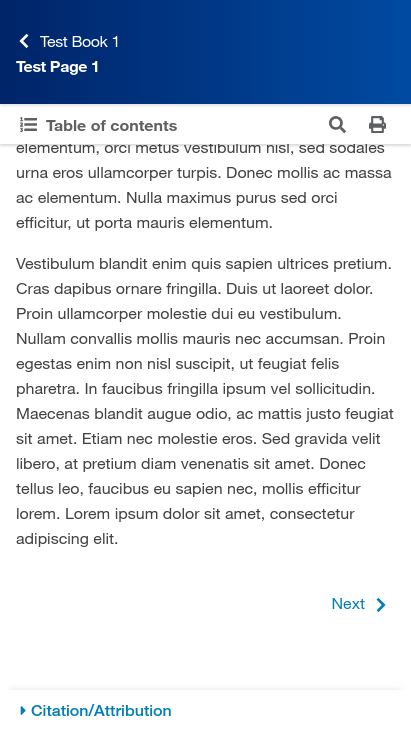 Test Book 1
Test Page 1
Table of contents
elementum, orci metus vestibulum nisl, sed sodales
urna eros ullamcorper turpis. Donec mollis ac massa
ac elementum. Nulla maximus purus sed orci
efficitur, ut porta mauris elementum.
Vestibulum blandit enim quis sapien ultrices pretium.
Cras dapibus ornare fringilla. Duis ut laoreet dolor.
Proin ullamcorper molestie dui eu vestibulum.
Nullam convallis mollis mauris nec accumsan. Proin
egestas enim non nisl suscipit, ut feugiat felis
pharetra. In faucibus fringilla ipsum vel sollicitudin.
Maecenas blandit augue odio, ac mattis justo feugiat
sit amet. Etiam nec molestie eros. Sed gravida velit
libero, at pretium diam venenatis sit amet. Donec
tellus leo, faucibus eu sapien nec, mollis efficitur
lorem. Lorem ipsum dolor sit amet, consectetur
adipiscing elit.
Next
Citation/Attribution